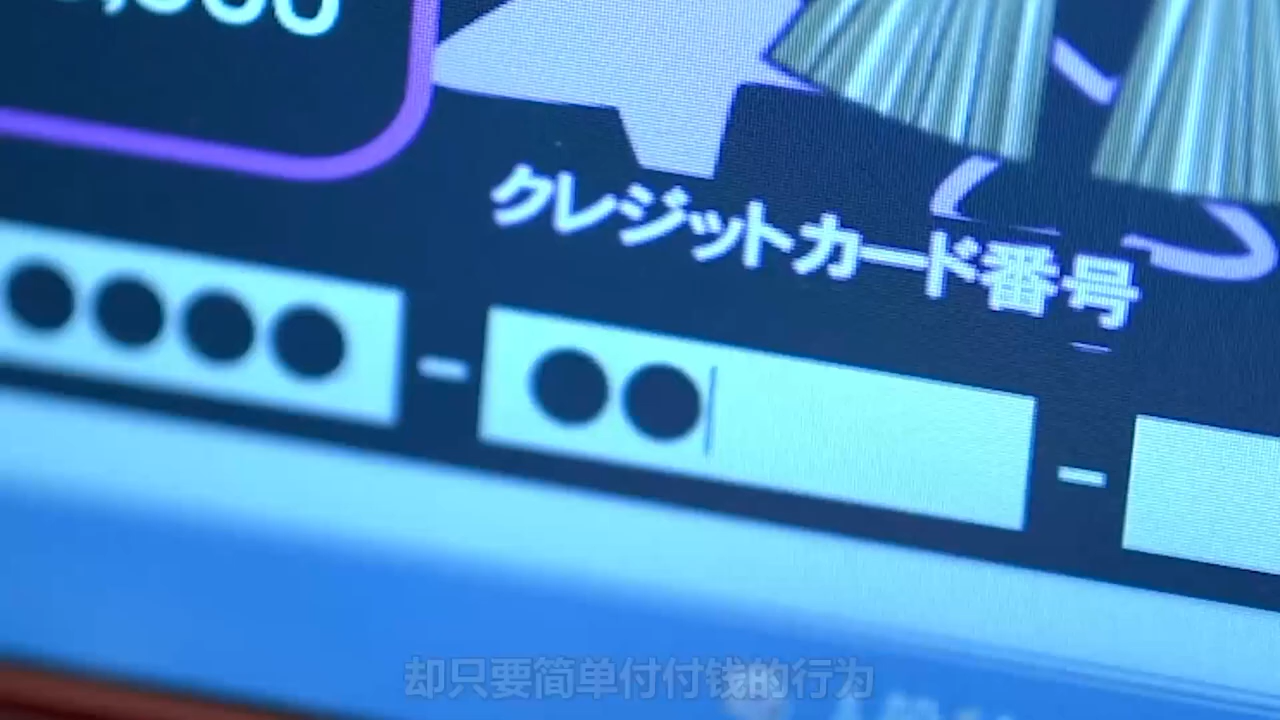 クレジットカード番号
●●●● - ●● -
却只要简单付付钱的行为